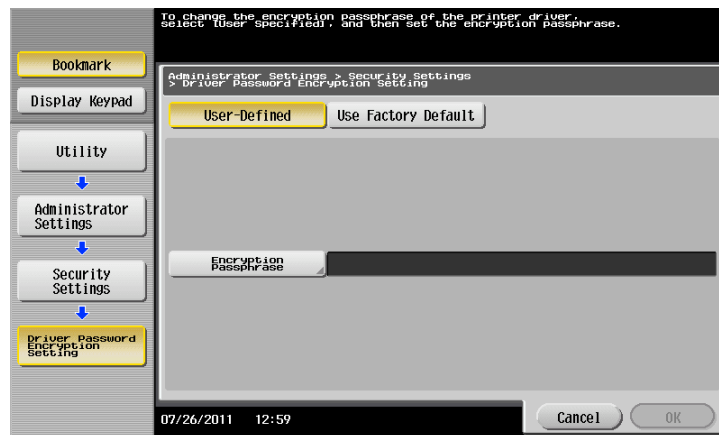 To change the encryption passphrase of the printer driver,
select [User Specified], and then set the encryption passphrase.
Bookmark
Display Keypad
Utility
Administrator
Settings
Security
Settings
Driver Password
Encryption
Setting
Administrator Settings > Security Settings
> Driver Password Encryption Setting
User-Defined
Use Factory Default
Encryption
Passphrase
07/26/2011 12:59
Cancel
OK